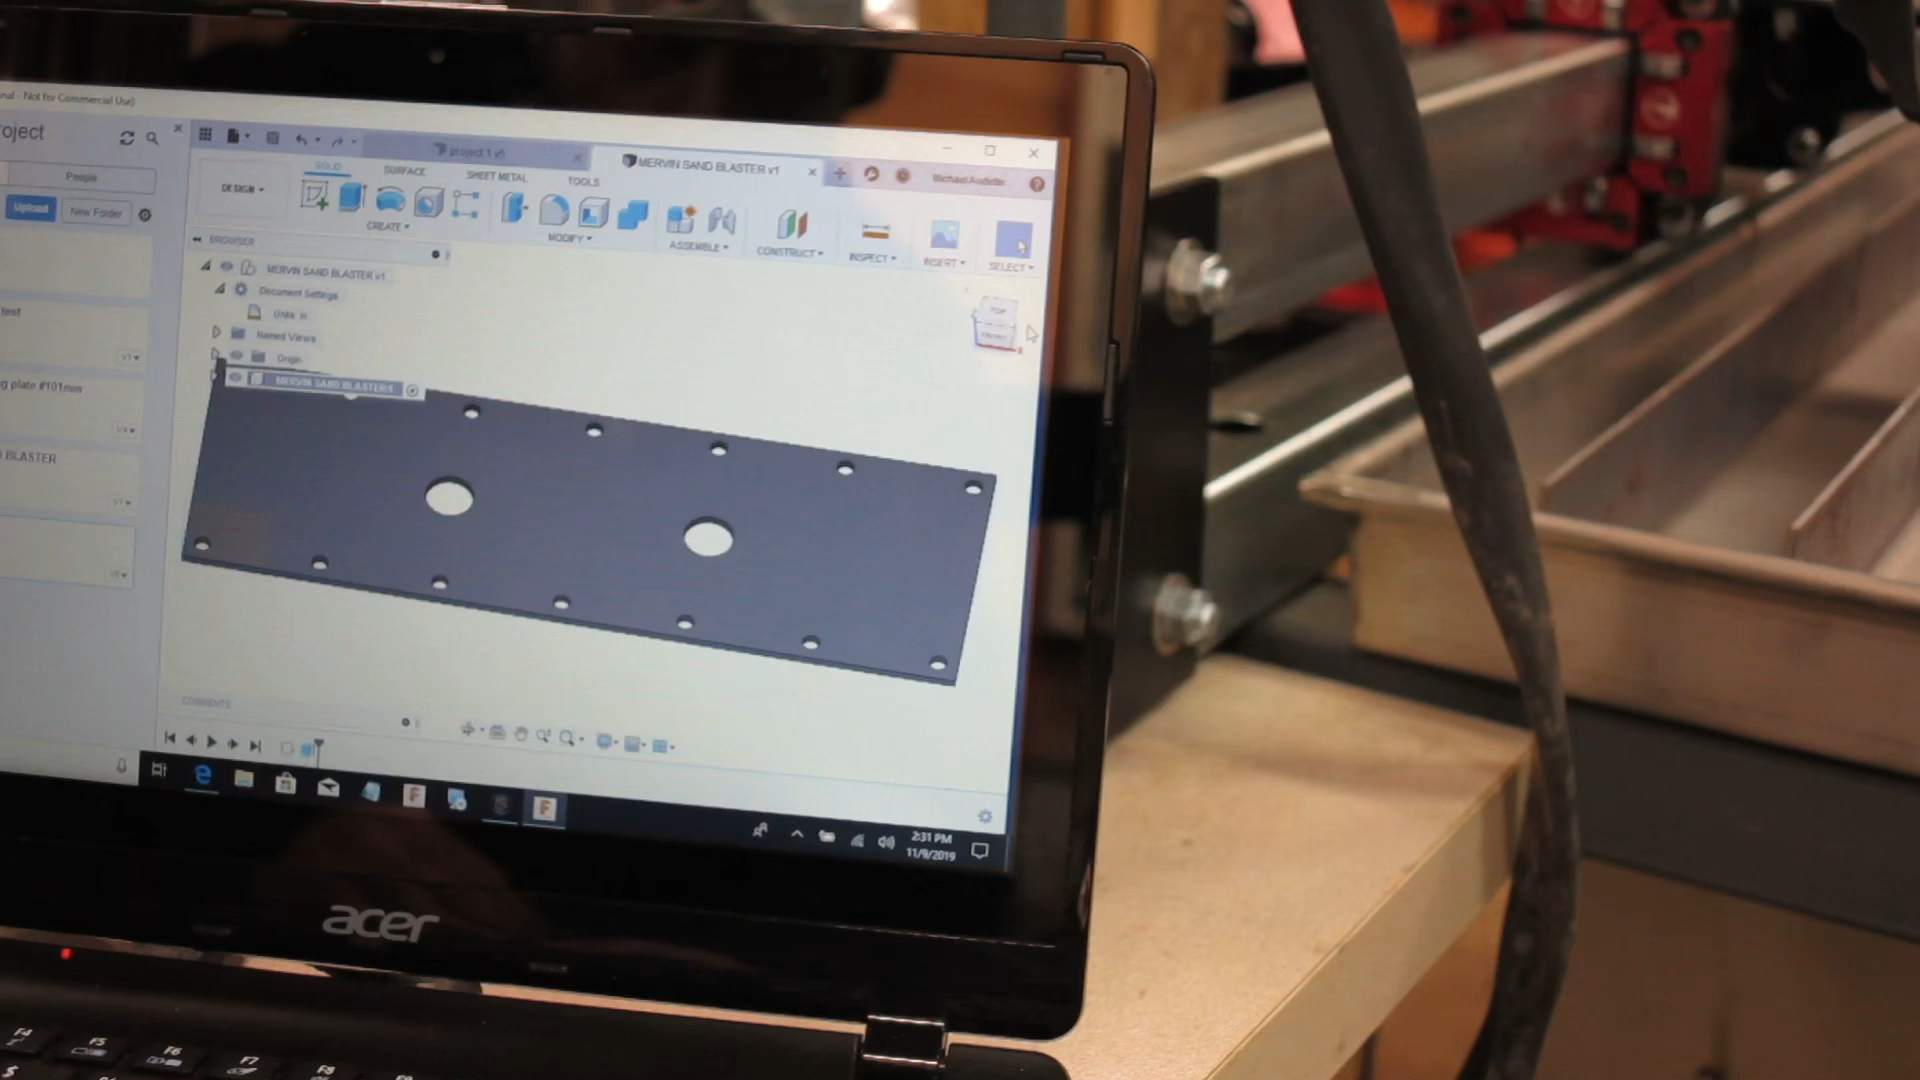 nal - Not for Commercial Use)
roject
People
Upload
New Folder
test
V1
g plate #101mm
BLASTER
project 1 v5
MERVIN SAND BLASTER v1
SOLID
SURFACE
SHEET METAL
TOOLS
DESIGN
CREATE
MODIFY
ASSEMBLE
CONSTRUCT
INSPECT
INSERT
SELECT
BROWSER
MERVIN SAND BLASTER v1
Document Settings
Units: in
Named Views
Origin
MERVIN SAND BLASTER
TOP
FRONT
COMMENTS
2:31 PM
11/9/2019
acer
F4
F5
F6
F7
F8
$